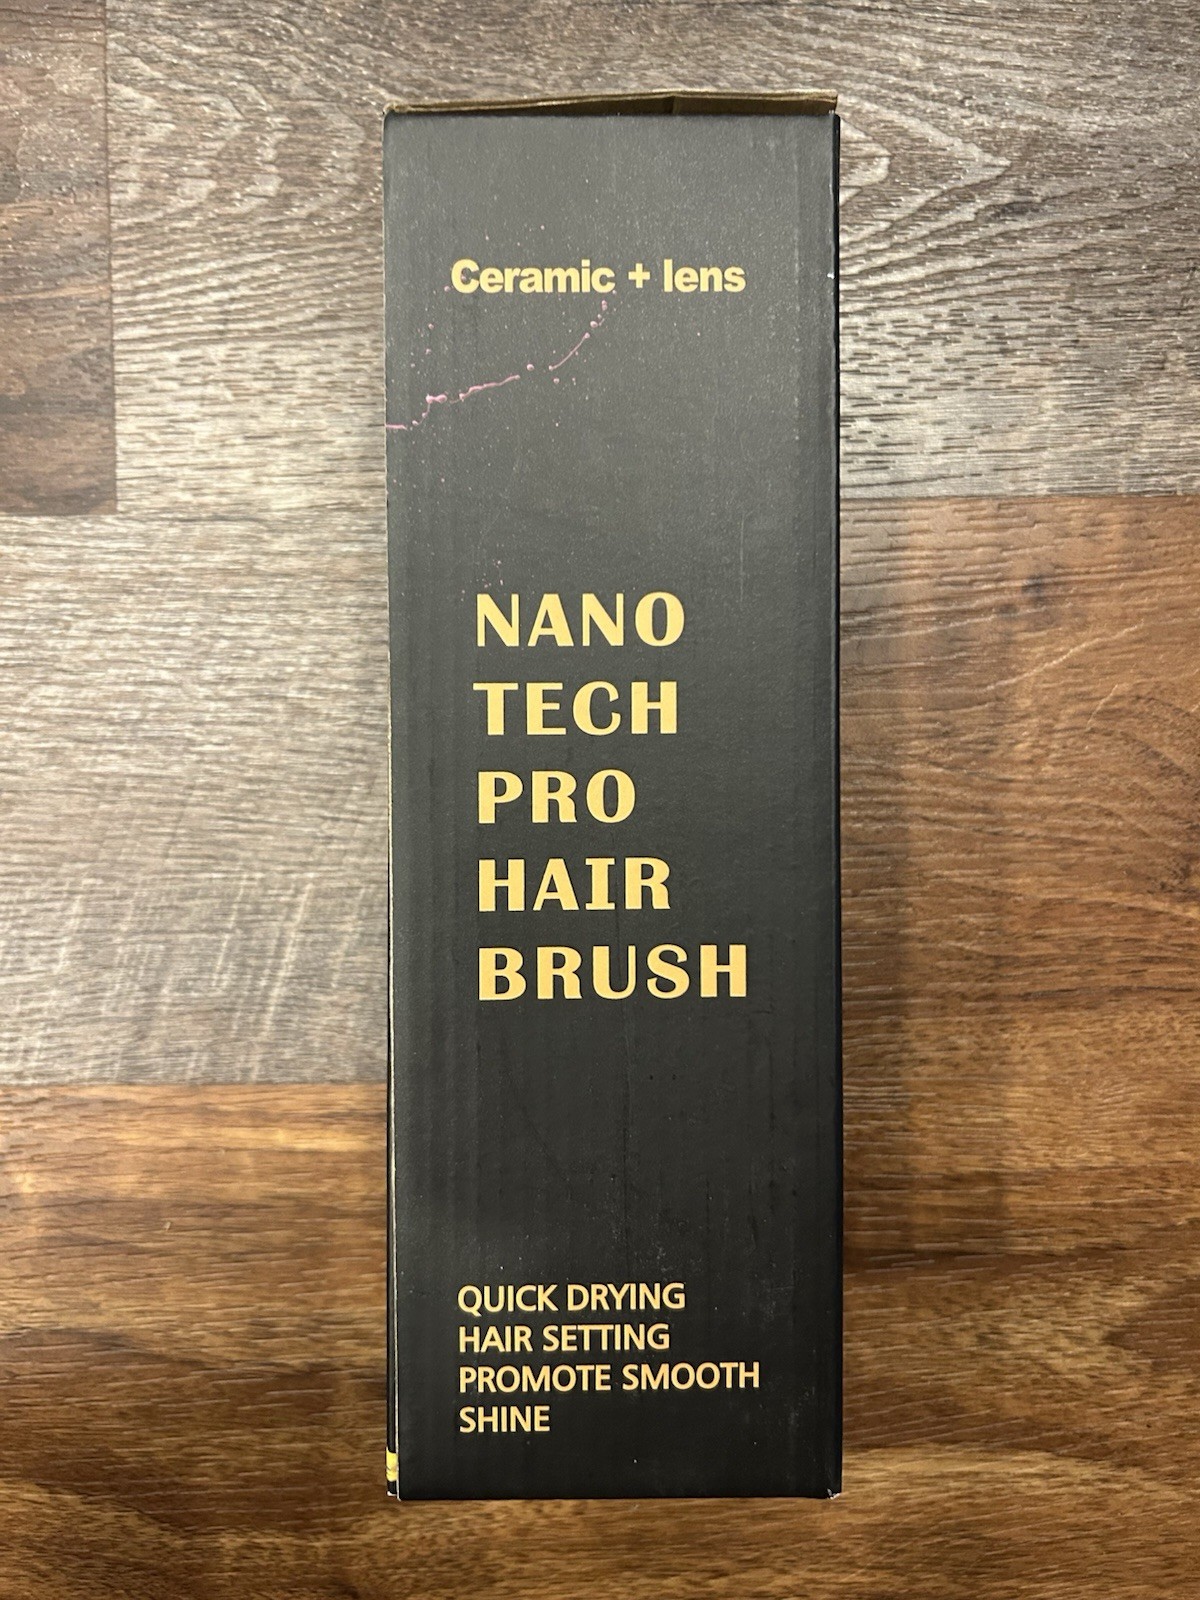 Ceramic + lens
NANO
TECH
PRO
HAIR
BRUSH
QUICK DRYING
HAIR SETTING
PROMOTE SMOOTH
SHINE